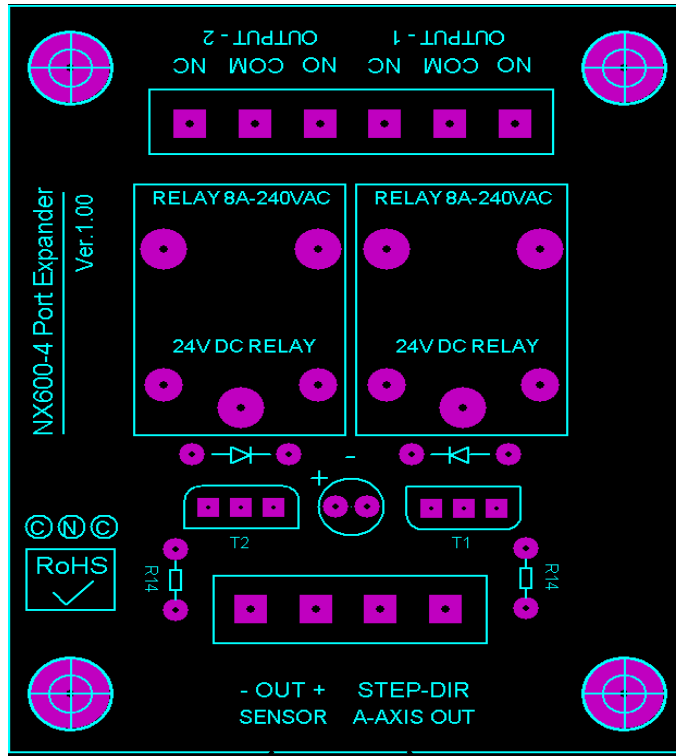 OUTPUT - 2 OUTPUT - 1
NC COM NO NC COM NO
RELAY 8A-240VAC RELAY 8A-240VAC
24V DC RELAY 24V DC RELAY
NX600-4 Port Expander
Ver.1.00
- +
T2 T1
C N C
RoHS
R14 R14
- OUT + STEP-DIR
SENSOR A-AXIS OUT